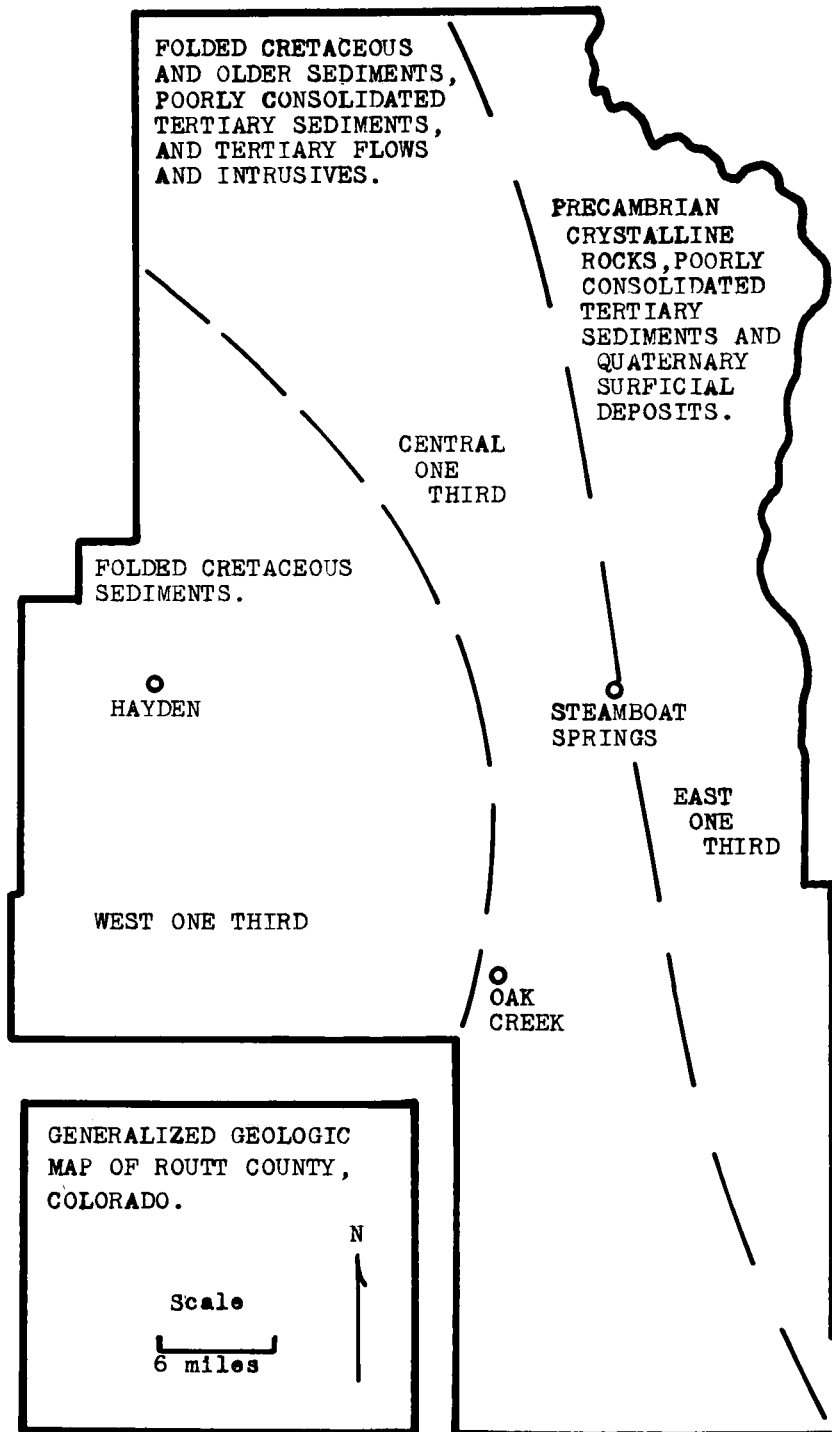 FOLDED CRETACEOUS
AND OLDER SEDIMENTS,
POORLY CONSOLIDATED
TERTIARY SEDIMENTS,
AND TERTIARY FLOWS
AND INTRUSIVES.
PRECAMBRIAN
CRYSTALLINE
ROCKS, POORLY
CONSOLIDATED
TERTIARY
SEDIMENTS AND
QUATERNARY
SURFICIAL
DEPOSITS.
CENTRAL
ONE
THIRD
FOLDED CRETACEOUS
SEDIMENTS.
HAYDEN
STEAMBOAT
SPRINGS
EAST
ONE
THIRD
WEST ONE THIRD
OAK
CREEK
GENERALIZED GEOLOGIC
MAP OF ROUTT COUNTY,
COLORADO.
N
Scale
6 miles